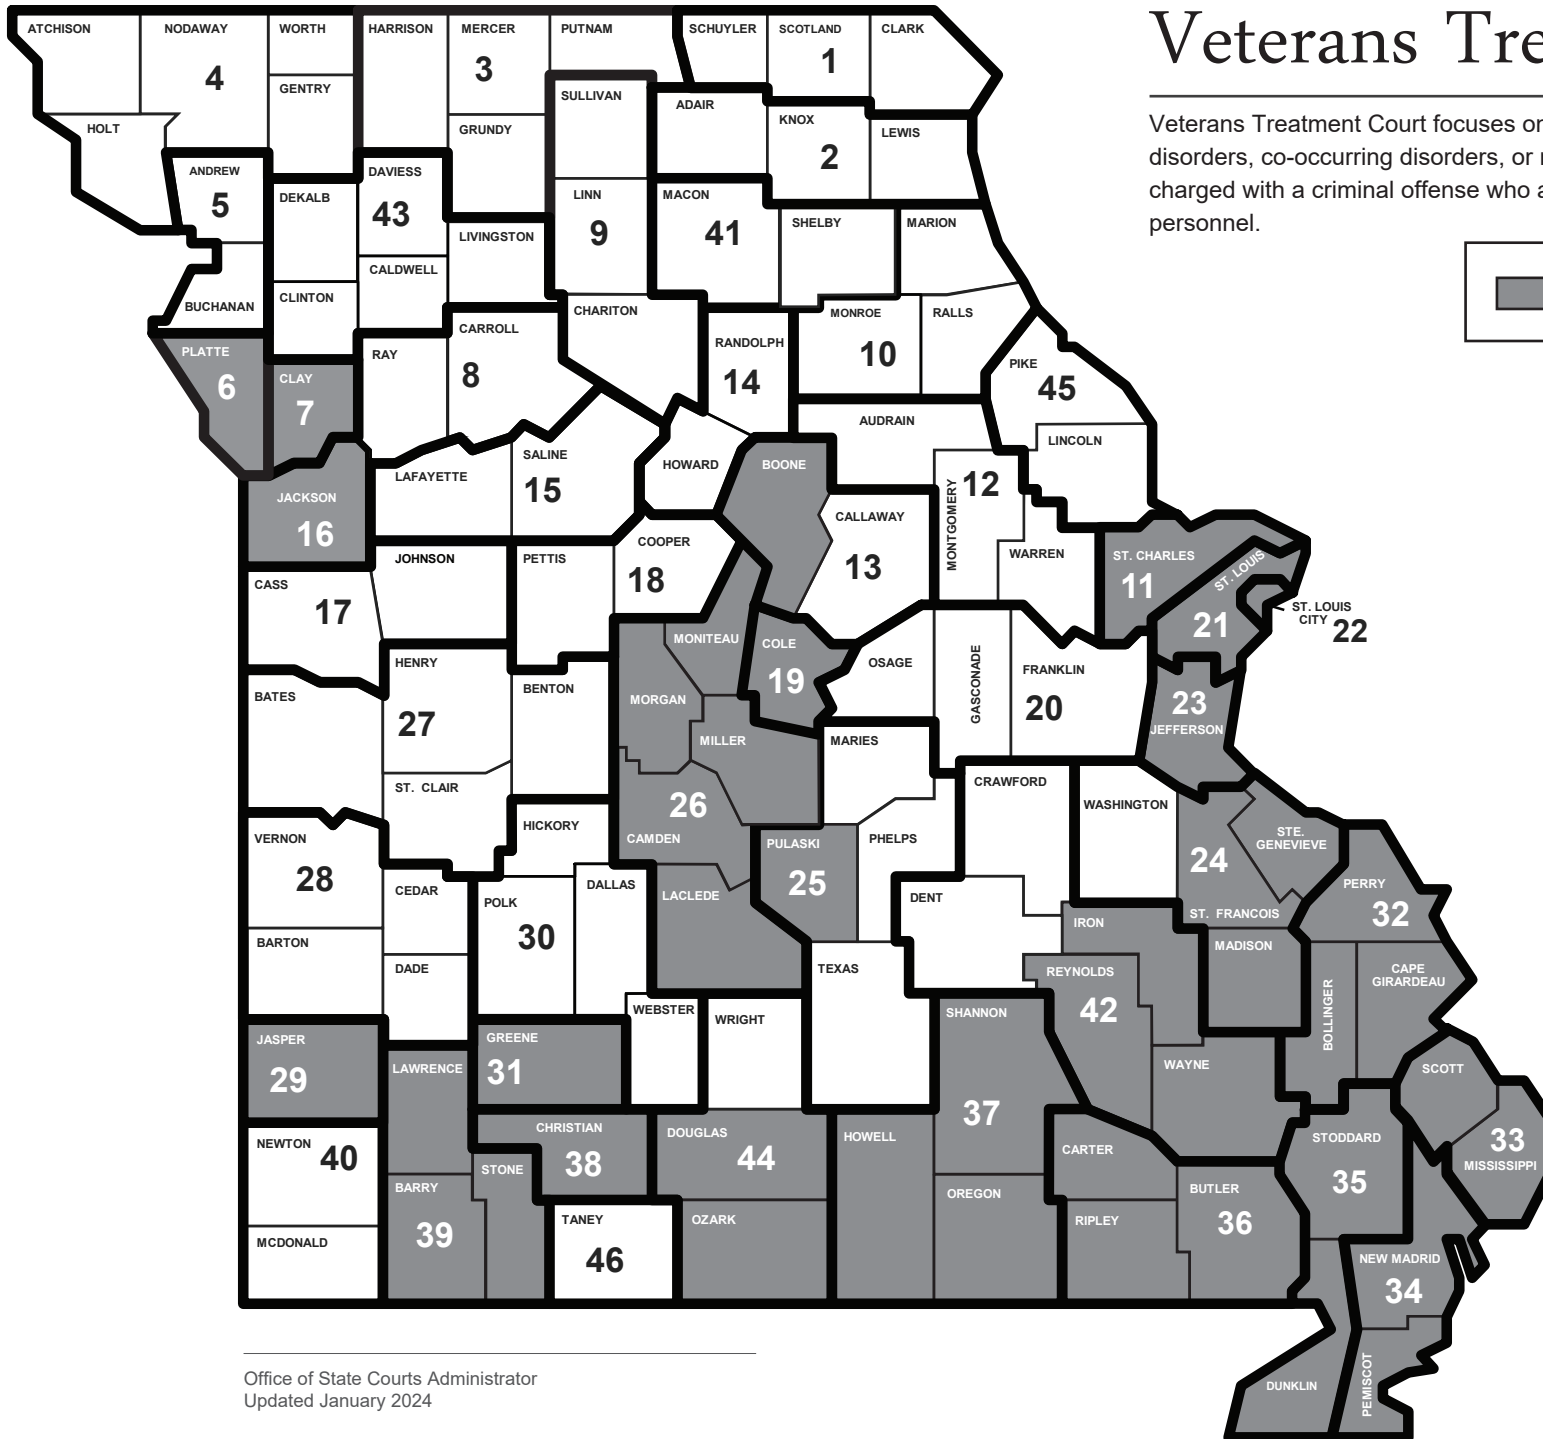 Veterans Tre
Veterans Treatment Court focuses on
disorders, co-occurring disorders, or
charged with a criminal offense who a
personnel.
ATCHISON
NODAWAY
WORTH
HARRISON
MERCER
PUTNAM
SCHUYLER
SCOTLAND
CLARK
4
3
1
GENTRY
SULLIVAN
ADAIR
HOLT
GRUNDY
KNOX
LEWIS
2
ANDREW
5
DAVIESS
43
DEKALB
LINN
9
MACON
41
SHELBY
MARION
LIVINGSTON
CALDWELL
BUCHANAN
CLINTON
CHARITON
MONROE
RALLS
10
CARROLL
8
RAY
RANDOLPH
14
PLATTE
6
CLAY
7
PIKE
45
AUDRAIN
LINCOLN
SALINE
15
LAFAYETTE
HOWARD
BOONE
12
MONTGOMERY
JACKSON
16
CALLAWAY
13
COOPER
18
JOHNSON
PETTIS
WARREN
ST. CHARLES
11
ST. LOUIS
21
ST. LOUIS
CITY 22
CASS
17
MONITEAU
COLE
19
OSAGE
GASCONADE
FRANKLIN
20
HENRY
27
BENTON
BATES
MORGAN
MILLER
MARIES
23
JEFFERSON
ST. CLAIR
26
CAMDEN
CRAWFORD
WASHINGTON
HICKORY
VERNON
28
PULASKI
25
PHELPS
STE.
GENEVIEVE
24
ST. FRANCOIS
CEDAR
POLK
30
DALLAS
LACLEDE
DENT
IRON
PERRY
32
BARTON
DADE
TEXAS
REYNOLDS
42
MADISON
BOLLINGER
CAPE
GIRARDEAU
WEBSTER
WRIGHT
SHANNON
JASPER
29
LAWRENCE
GREENE
31
WAYNE
SCOTT
37
NEWTON 40
CHRISTIAN
38
DOUGLAS
44
HOWELL
CARTER
STODDARD
35
33
MISSISSIPPI
STONE
BARRY
39
OREGON
BUTLER
36
TANEY
46
OZARK
RIPLEY
MCDONALD
NEW MADRID
34
DUNKLIN
PEMISCOT
Office of State Courts Administrator
Updated January 2024